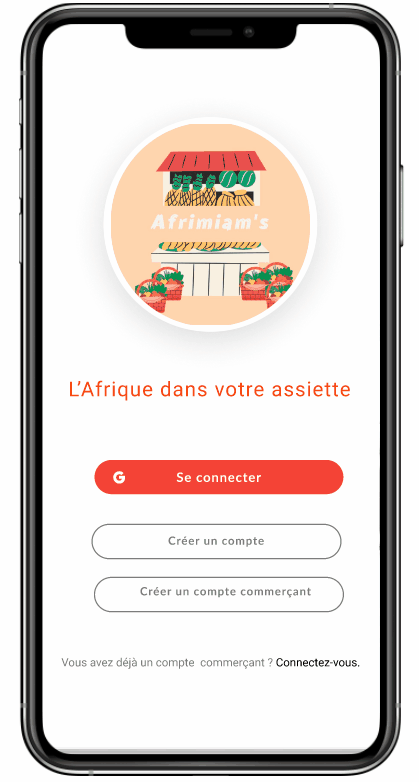 Afrimiam's
L'Afrique dans votre assiette
G Se connecter
Créer un compte
Créer un compte commerçant
Vous avez déjà un compte commerçant ? Connectez-vous.